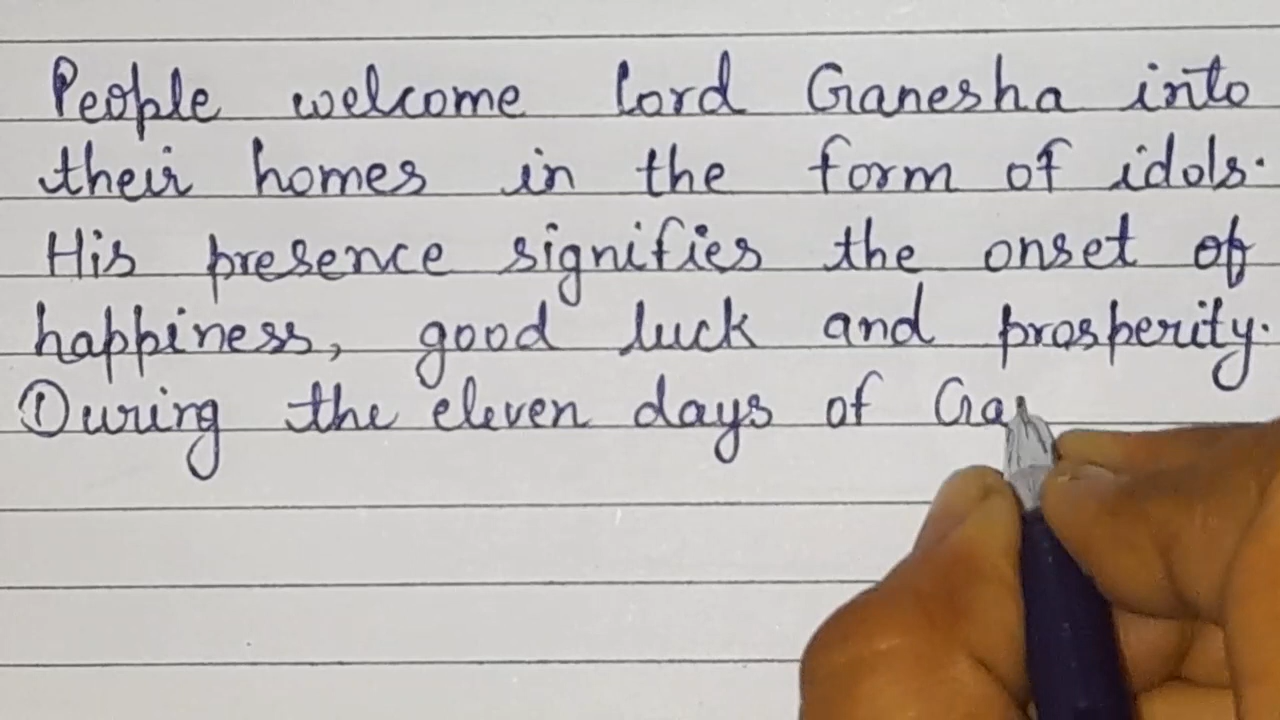 People welcome lord Ganesha into
their homes in the form of idols.
His presence signifies the onset of
happiness, good luck and prosperity.
During the eleven days of Ga